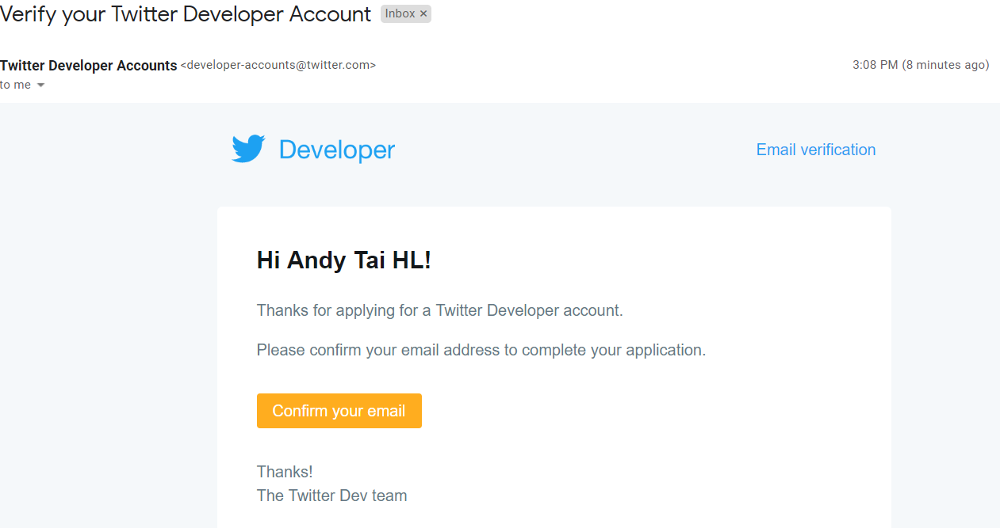 Verify your Twitter Developer Account Inbox ×
Twitter Developer Accounts <developer-accounts@twitter.com> 3:08 PM (8 minutes ago)
to me
Developer Email verification
Hi Andy Tai HL!
Thanks for applying for a Twitter Developer account.
Please confirm your email address to complete your application.
Confirm your email
Thanks!
The Twitter Dev team